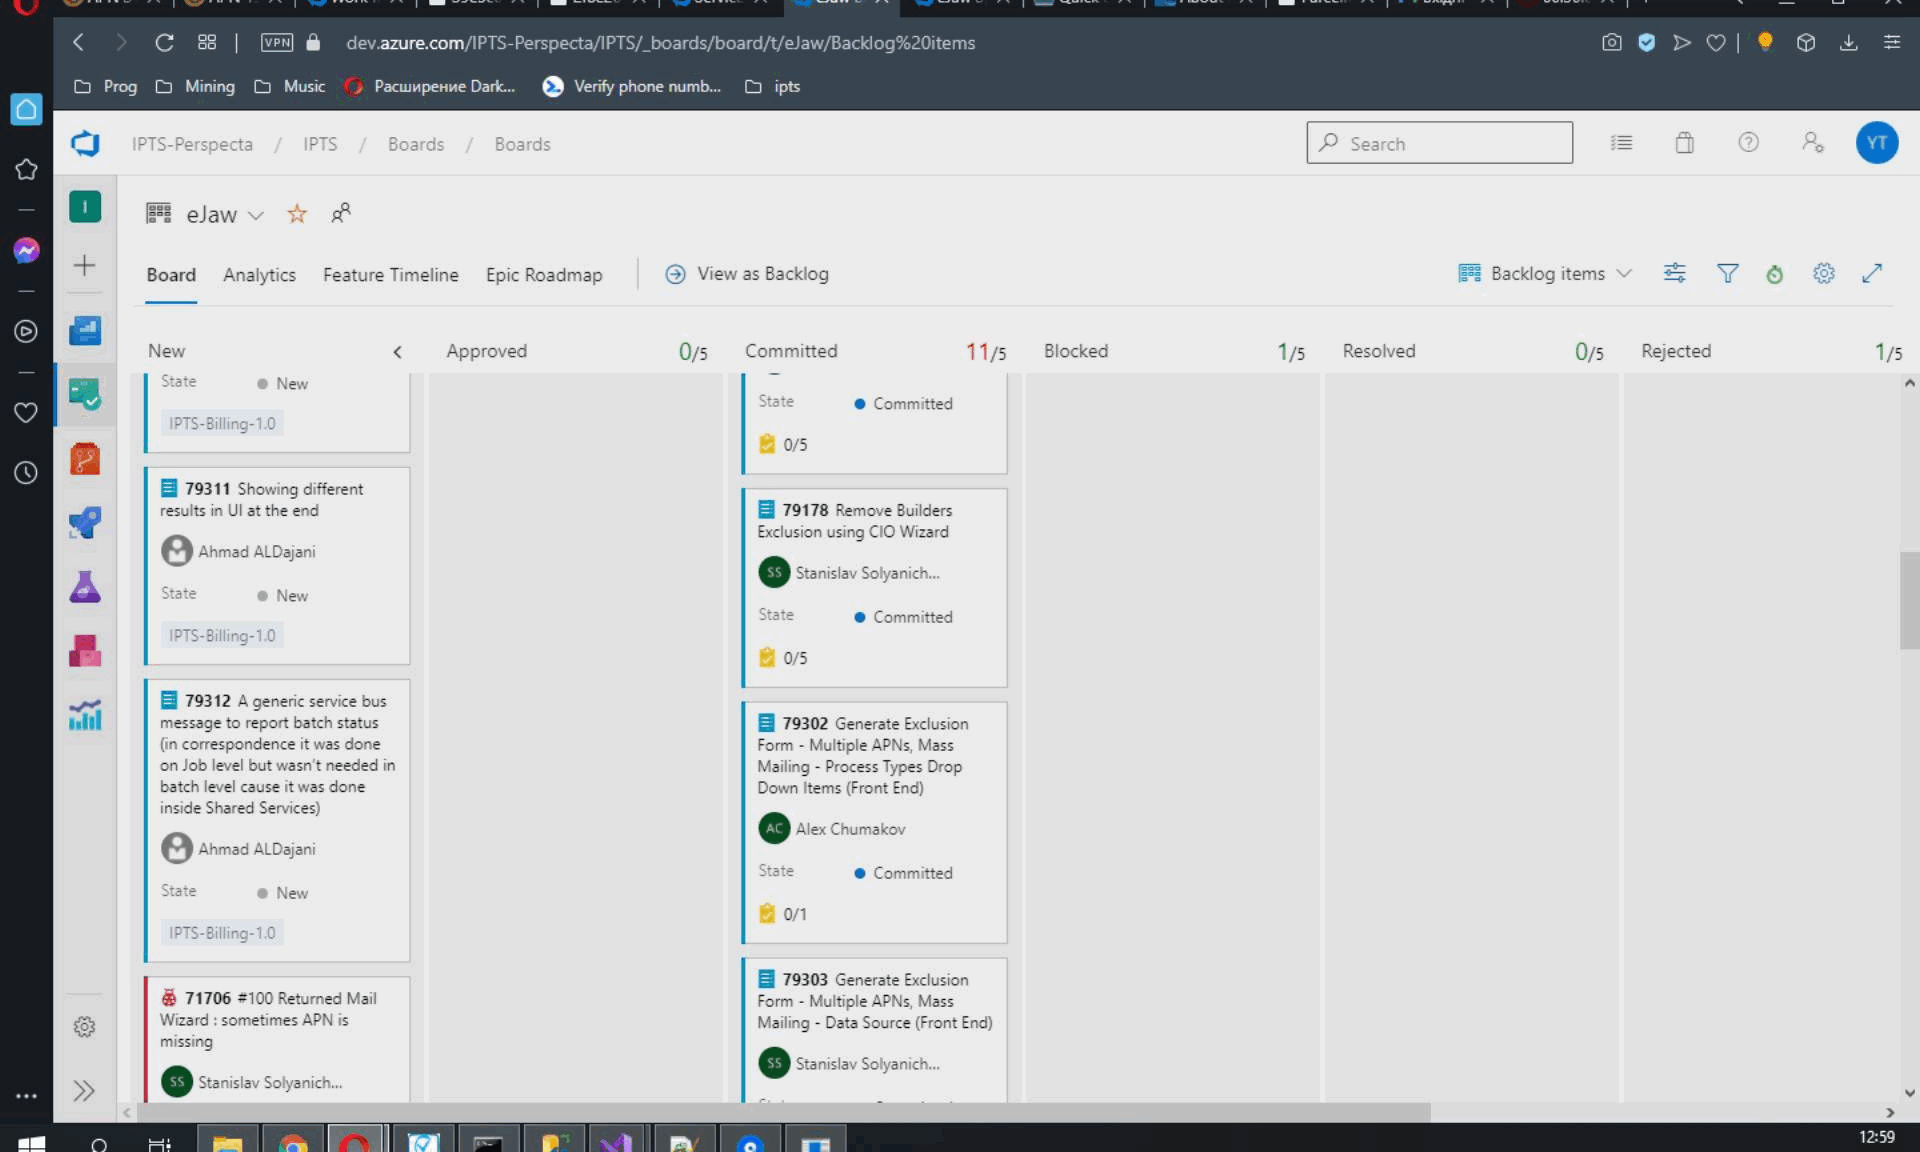 VPN dev.azure.com/IPTS-Perspecta/IPTS/_boards/board/t/eJaw/Backlog%20items
Prog Mining Music Расширение Dark... Verify phone numb... ipts
IPTS-Perspecta / IPTS / Boards / Boards Search YT
I eJaw
Board Analytics Feature Timeline Epic Roadmap View as Backlog Backlog items
New Approved 0/5 Committed 11/5 Blocked 1/5 Resolved 0/5 Rejected 1/5
State New
IPTS-Billing-1.0
79311 Showing different
results in UI at the end
Ahmad ALDajani
State New
IPTS-Billing-1.0
79312 A generic service bus
message to report batch status
(in correspondence it was done
on Job level but wasn't needed in
batch level cause it was done
inside Shared Services)
Ahmad ALDajani
State New
IPTS-Billing-1.0
71706 #100 Returned Mail
Wizard : sometimes APN is
missing
SS Stanislav Solyanich...
State Committed
0/5
79178 Remove Builders
Exclusion using CIO Wizard
SS Stanislav Solyanich...
State Committed
0/5
79302 Generate Exclusion
Form - Multiple APNs, Mass
Mailing - Process Types Drop
Down Items (Front End)
AC Alex Chumakov
State Committed
0/1
79303 Generate Exclusion
Form - Multiple APNs, Mass
Mailing - Data Source (Front End)
SS Stanislav Solyanich...
12:59